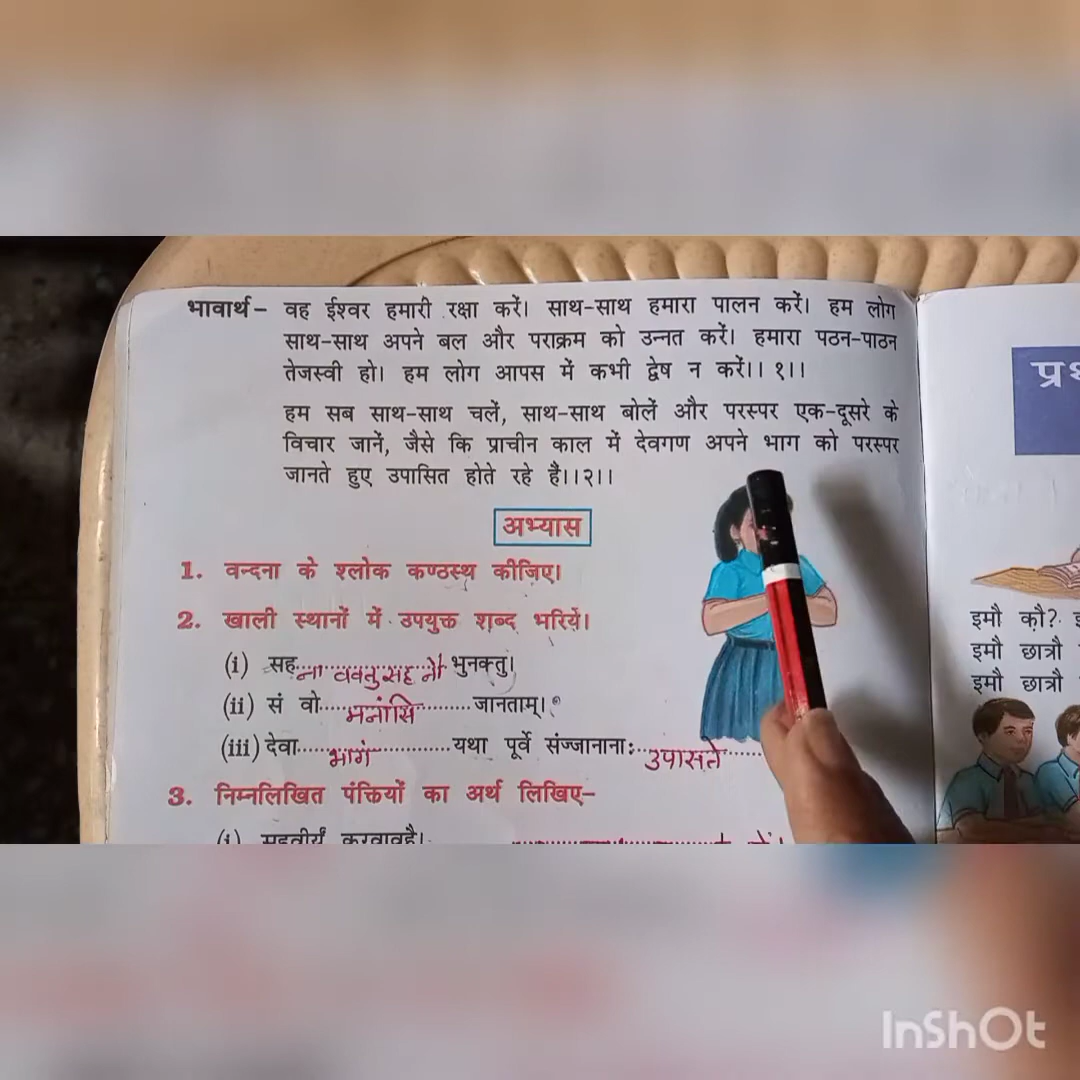 भावार्थ– वह ईश्वर हमारी रक्षा करें। साथ-साथ हमारा पालन करें। हम लोग
साथ-साथ अपने बल और पराक्रम को उन्नत करें। हमारा पठन-पाठन
तेजस्वी हो। हम लोग आपस में कभी द्वेष न करें।। १।।
हम सब साथ-साथ चलें, साथ-साथ बोलें और परस्पर एक-दूसरे के
विचार जानें, जैसे कि प्राचीन काल में देवगण अपने भाग को परस्पर
जानते हुए उपासित होते रहे हैं।।२।।
अभ्यास
1. वन्दना के श्लोक कण्ठस्थ कीजिए।
2. खाली स्थानों में उपयुक्त शब्द भरियें।
(i) सह ना ववतु सह नौ भुनक्तु।
(ii) सं वो मनांसि जानताम्।
(iii) देवा भागं यथा पूर्वे संज्जानानाः उपासते
3. निम्नलिखित पंक्तियों का अर्थ लिखिए–
(i) सहवीर्यं करवावहै।
इमौ कौ?
इमौ छात्रौ
इमौ छात्रौ
InShOt